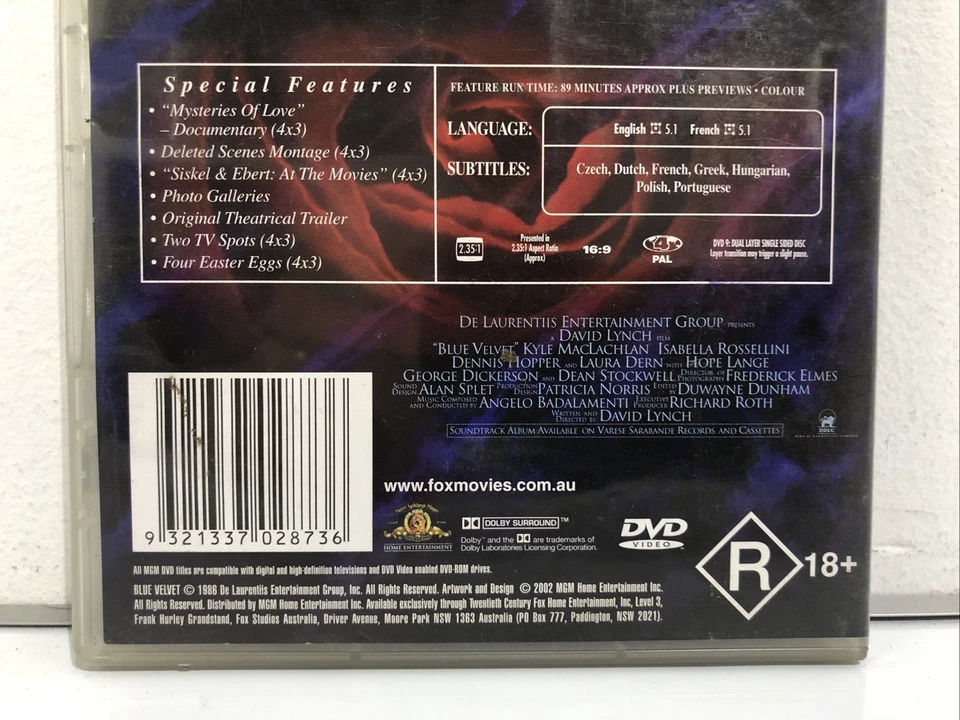 Special Features
• "Mysteries Of Love"
– Documentary (4x3)
• Deleted Scenes Montage (4x3)
• "Siskel & Ebert: At The Movies" (4x3)
• Photo Galleries
• Original Theatrical Trailer
• Two TV Spots (4x3)
• Four Easter Eggs (4x3)
FEATURE RUN TIME: 89 MINUTES APPROX PLUS PREVIEWS • COLOUR
LANGUAGE: English 5.1 French 5.1
SUBTITLES: Czech, Dutch, French, Greek, Hungarian,
Polish, Portuguese
2.35:1
Presented in
2.35:1 Aspect Ratio
(Approx)
16:9
4
PAL
DVD 9: DUAL LAYER SINGLE SIDED DISC
Layer transition may trigger a slight pause.
DE LAURENTIIS ENTERTAINMENT GROUP PRESENTS
A DAVID LYNCH FILM
"BLUE VELVET" KYLE MACLACHLAN ISABELLA ROSSELLINI
DENNIS HOPPER AND LAURA DERN WITH HOPE LANGE
GEORGE DICKERSON AND DEAN STOCKWELL DIRECTOR OF PHOTOGRAPHY FREDERICK ELMES
SOUND DESIGN ALAN SPLET PRODUCTION DESIGN PATRICIA NORRIS EDITED BY DUWAYNE DUNHAM
MUSIC COMPOSED AND CONDUCTED BY ANGELO BADALAMENTI EXECUTIVE PRODUCER RICHARD ROTH
WRITTEN AND DIRECTED BY DAVID LYNCH
SOUNDTRACK ALBUM AVAILABLE ON VARESE SARABANDE RECORDS AND CASSETTES
DDLC
www.foxmovies.com.au
9 321337 028736
HOME ENTERTAINMENT
DOLBY SURROUND™
Dolby™ and the DD are trademarks of
Dolby Laboratories Licensing Corporation.
DVD
VIDEO™
R 18+
All MGM DVD titles are compatible with digital and high-definition televisions and DVD Video enabled DVD-ROM drives.
BLUE VELVET © 1986 De Laurentiis Entertainment Group, Inc. All Rights Reserved. Artwork and Design © 2002 MGM Home Entertainment Inc.
All Rights Reserved. Distributed by MGM Home Entertainment Inc. Available exclusively through Twentieth Century Fox Home Entertainment, Inc, Level 3,
Frank Hurley Grandstand, Fox Studios Australia, Driver Avenue, Moore Park NSW 1363 Australia (PO Box 777, Paddington, NSW 2021).